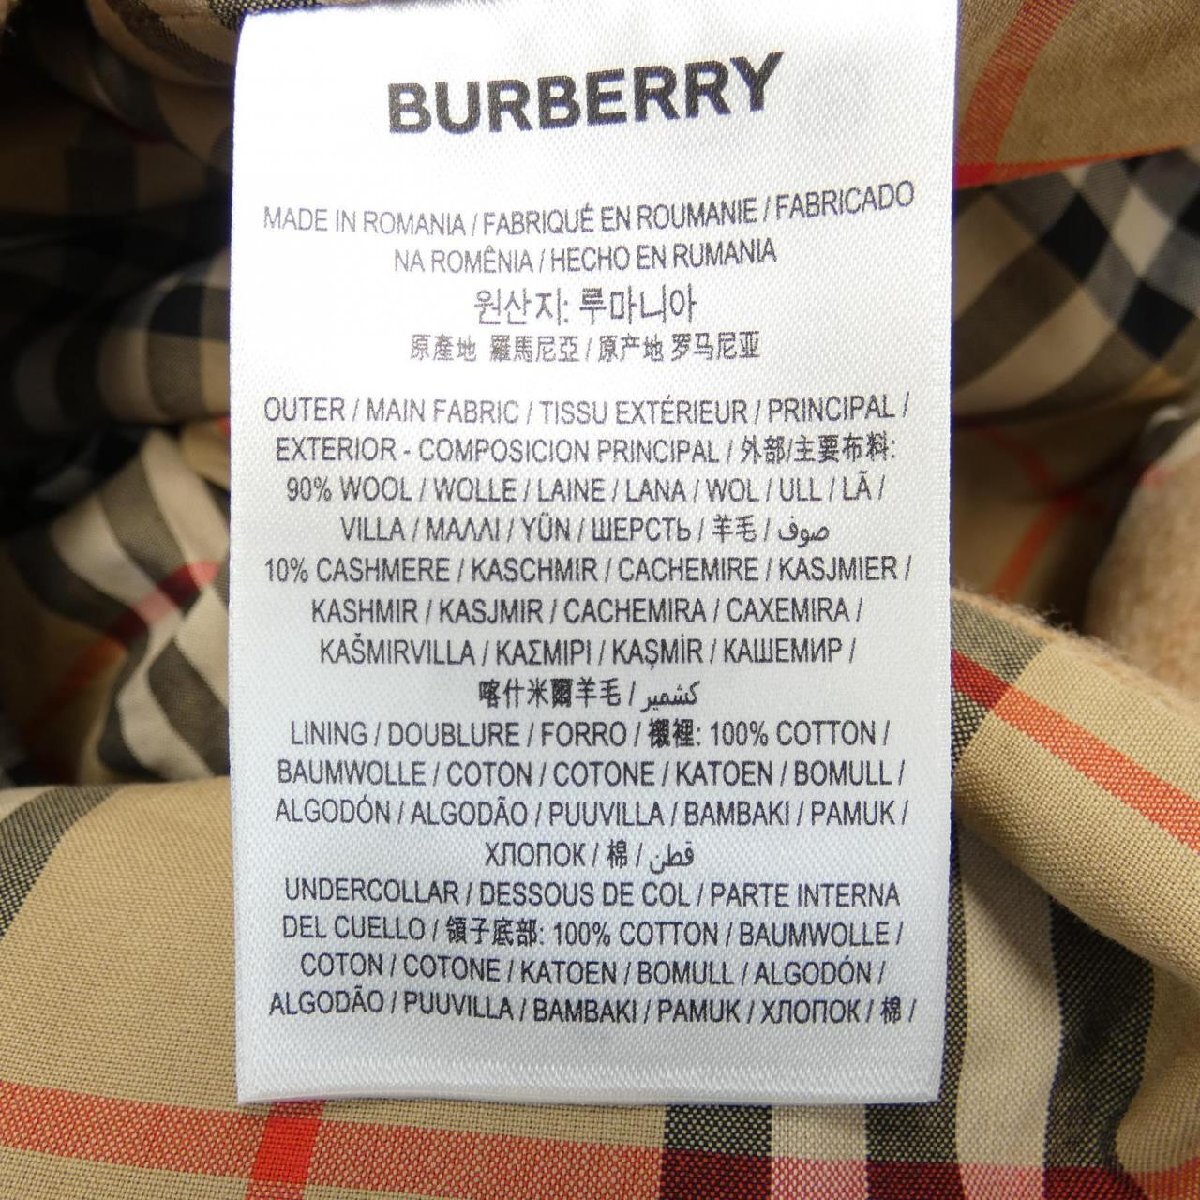 BURBERRY
MADE IN ROMANIA / FABRIQUÉ EN ROUMANIE / FABRICADO
NA ROMÊNIA / HECHO EN RUMANIA
원산지: 루마니아
原產地 羅馬尼亞 / 原产地 罗马尼亚
OUTER / MAIN FABRIC / TISSU EXTÉRIEUR / PRINCIPAL /
EXTERIOR - COMPOSICION PRINCIPAL / 外部/主要布料:
90% WOOL / WOLLE / LAINE / LANA / WOL / ULL / LÃ /
VILLA / ΜΑΛΛΙ / YÜN / ШЕРСТЬ / 羊毛 / صوف
10% CASHMERE / KASCHMIR / CACHEMIRE / KASJMIER /
KASHMIR / KASJMIR / CACHEMIRA / CAXEMIRA /
KAŠMIRVILLA / ΚΑΣΜΙΡΙ / KAŞMİR / КАШЕМИР /
喀什米爾羊毛 / كشمير
LINING / DOUBLURE / FORRO / 襯裡: 100% COTTON /
BAUMWOLLE / COTON / COTONE / KATOEN / BOMULL /
ALGODÓN / ALGODÃO / PUUVILLA / BAMBAKI / PAMUK /
ХЛОПОК / 棉 / قطن
UNDERCOLLAR / DESSOUS DE COL / PARTE INTERNA
DEL CUELLO / 領子底部: 100% COTTON / BAUMWOLLE /
COTON / COTONE / KATOEN / BOMULL / ALGODÓN /
ALGODÃO / PUUVILLA / BAMBAKI / PAMUK / ХЛОПОК / 棉 /